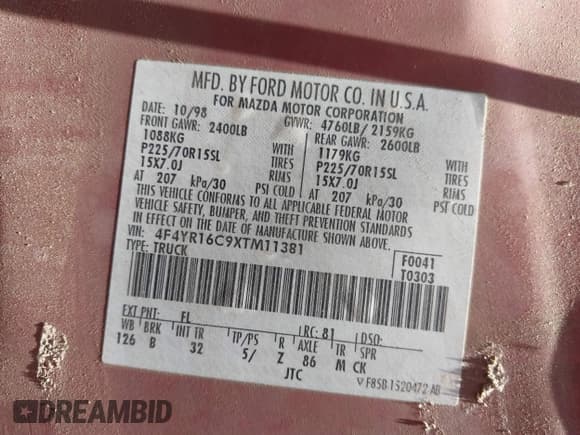 MFD. BY FORD MOTOR CO. IN U.S.A.
FOR MAZDA MOTOR CORPORATION
DATE: 10/98 GVWR: 4760LB/ 2159KG
FRONT GAWR: 2400LB REAR GAWR: 2600LB
1088KG WITH 1179KG WITH
P225/70R15SL TIRES P225/70R15SL TIRES
15X7.0J RIMS 15X7.0J RIMS
AT 207 kPa/30 PSI COLD AT 207 kPa/30 PSI COLD
THIS VEHICLE CONFORMS TO ALL APPLICABLE FEDERAL MOTOR
VEHICLE SAFETY, BUMPER, AND THEFT PREVENTION STANDARDS
IN EFFECT ON THE DATE OF MANUFACTURE SHOWN ABOVE.
VIN: 4F4YR16C9XTM11381 F0041
TYPE: TRUCK T0303
EXT PNT: FL RC: 81 DSO:
WB BRK INT TR TP/PS R AXLE TR SPR
126 B 32 5/ Z 86 M CK
JTC
V F85B-1520472-AB
DREAMBID